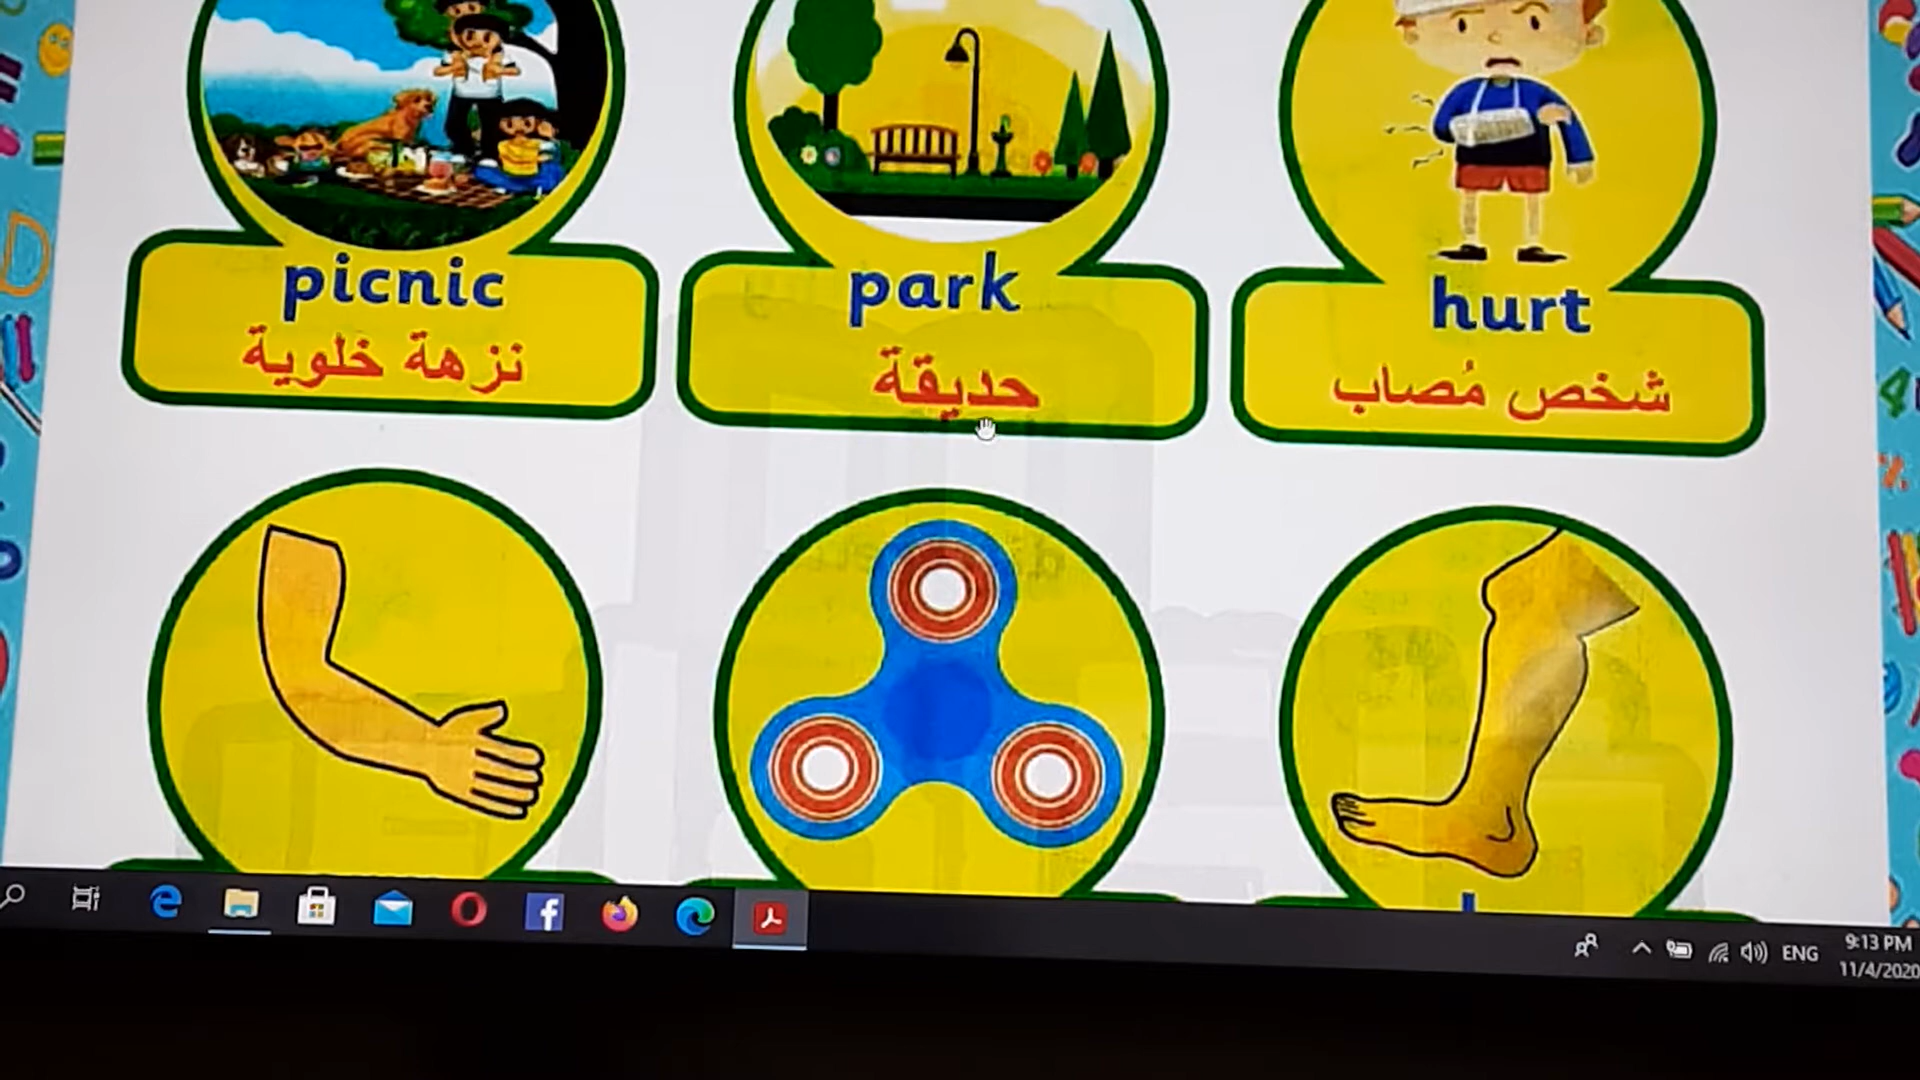 picnic
نزهة خلوية
park
حديقة
hurt
شخص مُصاب
ENG
9:13 PM
11/4/2020